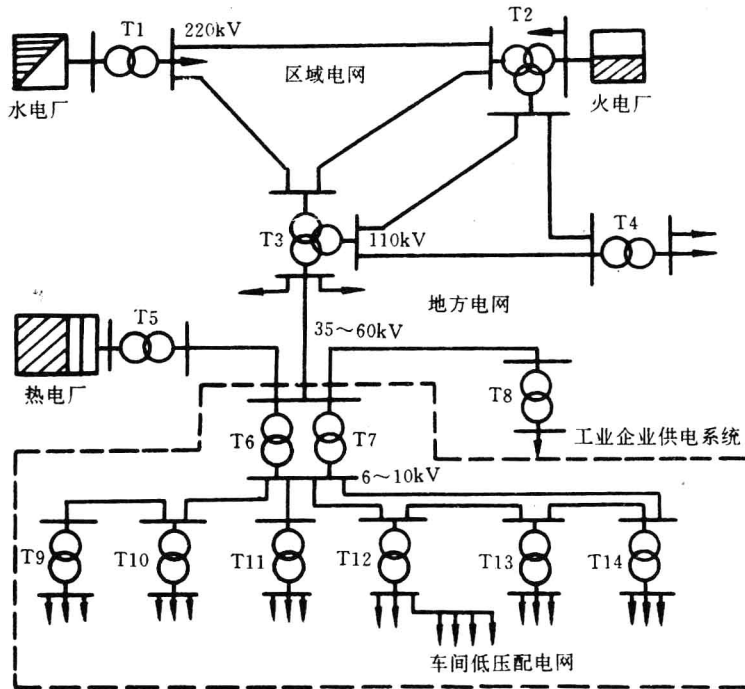 T1
220kV
T2
区域电网
水电厂
火电厂
T3
110kV
T4
地方电网
T5
35～60kV
热电厂
T6
T7
T8
工业企业供电系统
6～10kV
T9
T10
T11
T12
T13
T14
车间低压配电网